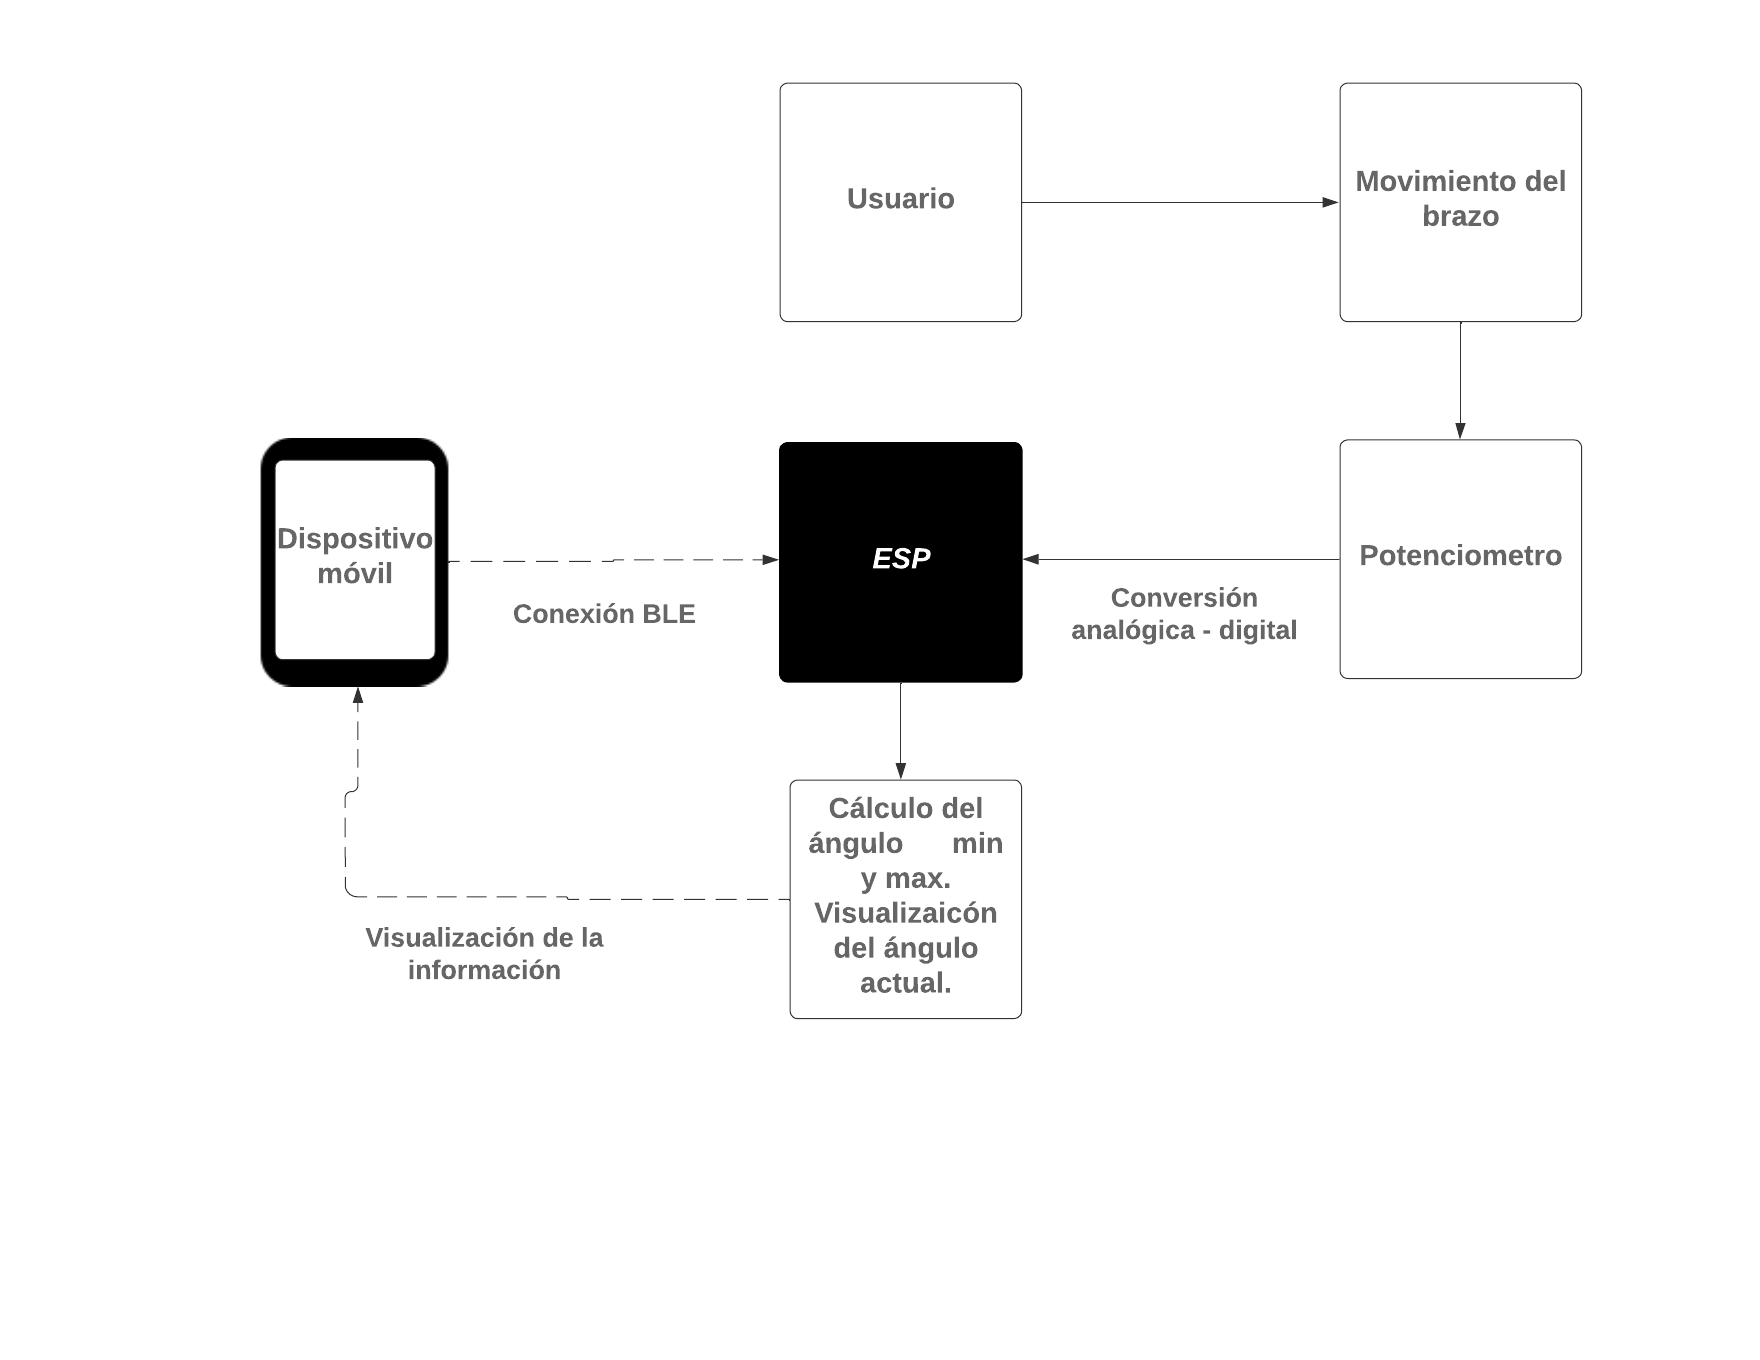 Usuario
Movimiento del
brazo
Dispositivo
móvil
Conexión BLE
ESP
Conversión
analógica - digital
Potenciometro
Cálculo del
ángulo min
y max.
Visualizaicón
del ángulo
actual.
Visualización de la
información